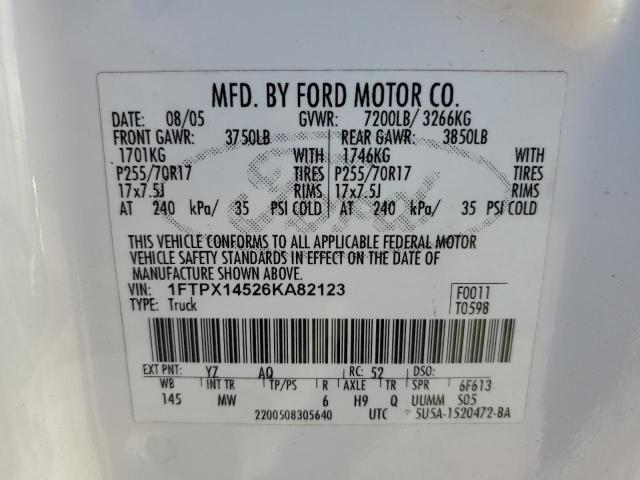 MFD. BY FORD MOTOR CO.
DATE: 08/05 GVWR: 7200LB/ 3266KG
FRONT GAWR: 3750LB REAR GAWR: 3850LB
1701KG WITH 1746KG WITH
P255/70R17 TIRES P255/70R17 TIRES
17x7.5J RIMS 17x7.5J RIMS
AT 240 kPa/ 35 PSI COLD AT 240 kPa/ 35 PSI COLD
THIS VEHICLE CONFORMS TO ALL APPLICABLE FEDERAL MOTOR
VEHICLE SAFETY STANDARDS IN EFFECT ON THE DATE OF
MANUFACTURE SHOWN ABOVE.
VIN: 1FTPX14526KA82123 F0011
TYPE: Truck T0598
EXT PNT: YZ AQ RC: 52 DSO:
WB INT TR TP/PS R AXLE TR SPR 6F613
145 MW 6 H9 Q UUMM S05
2200508305640 UTC 5U5A-1520472-BA